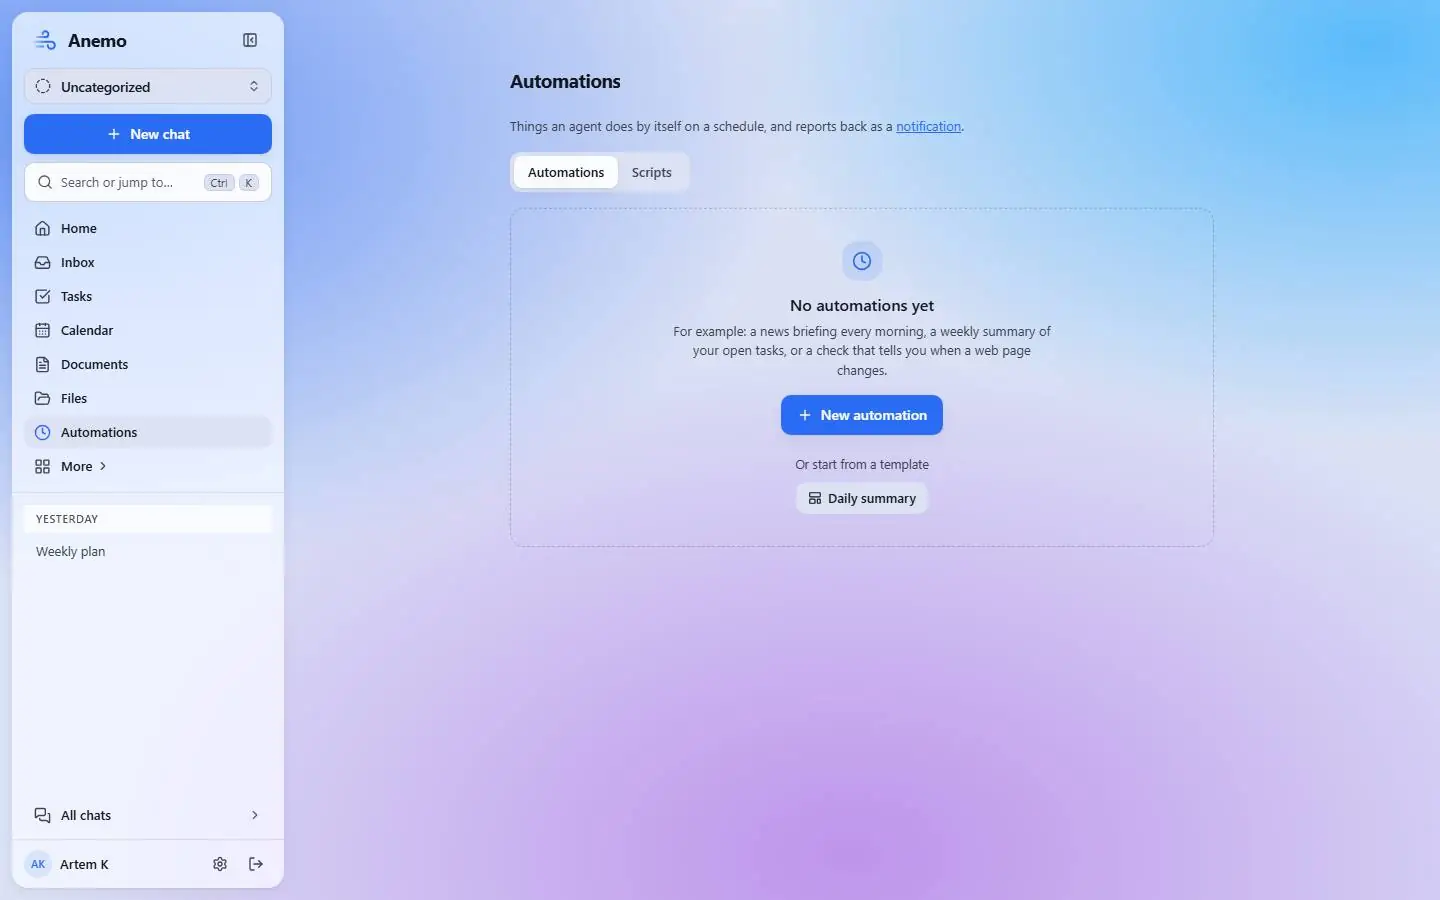 Anemo
Uncategorized
New chat
Search or jump to... Ctrl K
Home
Inbox
Tasks
Calendar
Documents
Files
Automations
More
YESTERDAY
Weekly plan
All chats
AK Artem K
Automations
Things an agent does by itself on a schedule, and reports back as a notification.
Automations Scripts
No automations yet
For example: a news briefing every morning, a weekly summary of
your open tasks, or a check that tells you when a web page
changes.
New automation
Or start from a template
Daily summary